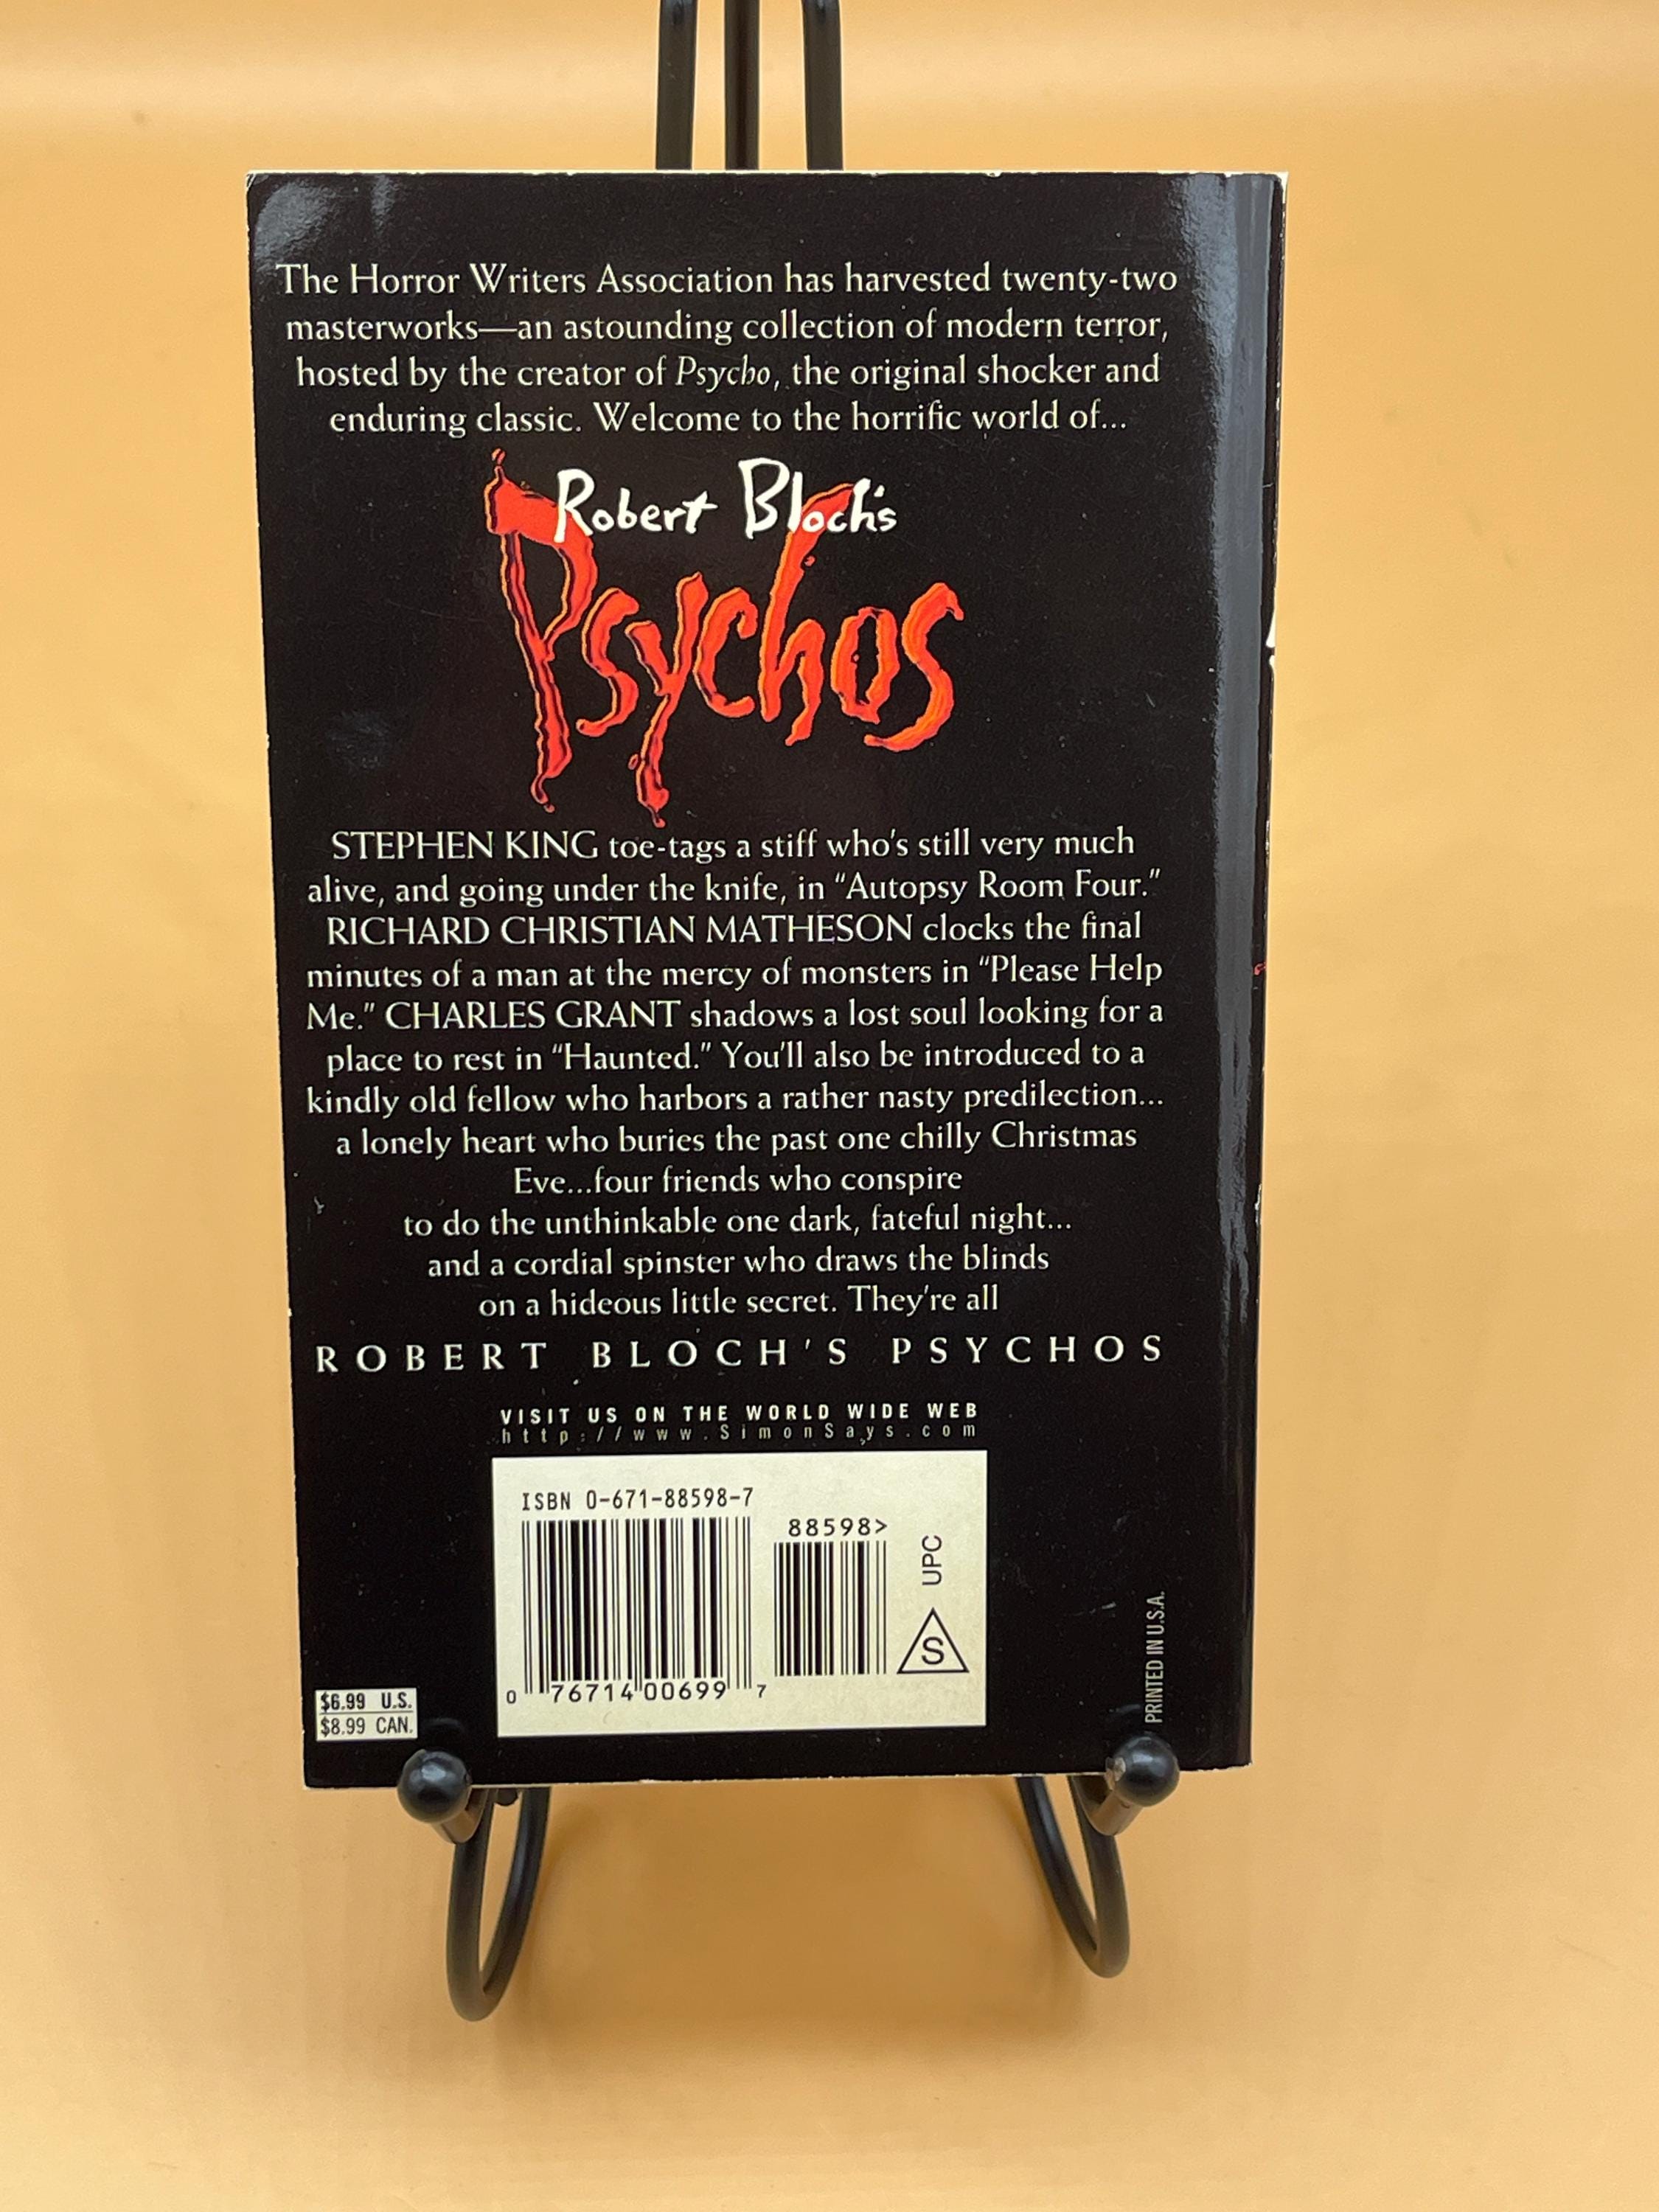 The Horror Writers Association has harvested twenty-two
masterworks—an astounding collection of modern terror,
hosted by the creator of Psycho, the original shocker and
enduring classic. Welcome to the horrific world of...
Robert Bloch's
Psychos
STEPHEN KING toe-tags a stiff who's still very much
alive, and going under the knife, in "Autopsy Room Four."
RICHARD CHRISTIAN MATHESON clocks the final
minutes of a man at the mercy of monsters in "Please Help
Me." CHARLES GRANT shadows a lost soul looking for a
place to rest in "Haunted." You'll also be introduced to a
kindly old fellow who harbors a rather nasty predilection...
a lonely heart who buries the past one chilly Christmas
Eve...four friends who conspire
to do the unthinkable one dark, fateful night...
and a cordial spinster who draws the blinds
on a hideous little secret. They're all
ROBERT BLOCH'S PSYCHOS
VISIT US ON THE WORLD WIDE WEB
http://www.SimonSays.com
ISBN 0-671-88598-7
88598>
UPC
S
0 76714 00699 7
$6.99 U.S.
$8.99 CAN.
PRINTED IN U.S.A.